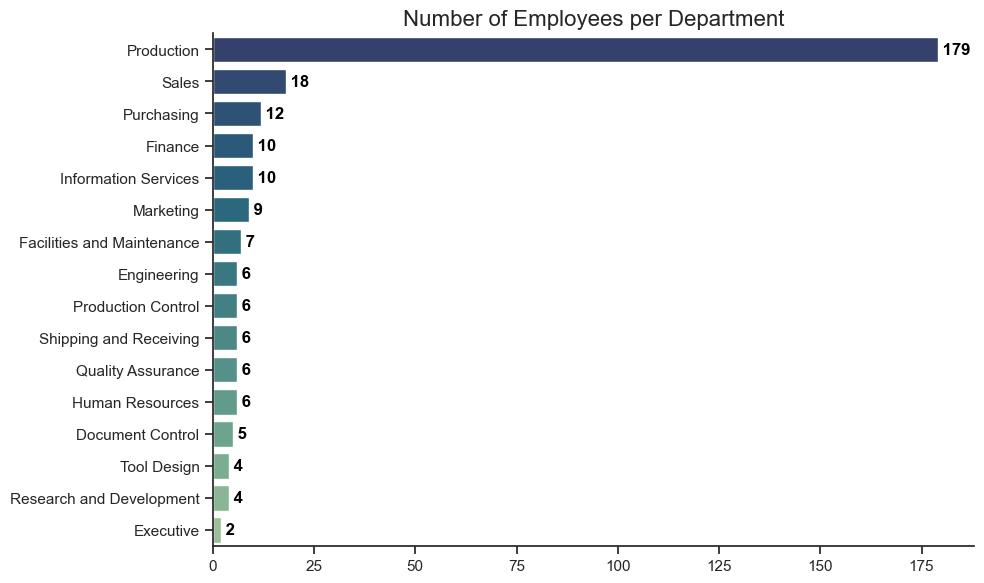 Number of Employees per Department
Production 179
Sales 18
Purchasing 12
Finance 10
Information Services 10
Marketing 9
Facilities and Maintenance 7
Engineering 6
Production Control 6
Shipping and Receiving 6
Quality Assurance 6
Human Resources 6
Document Control 5
Tool Design 4
Research and Development 4
Executive 2
0 25 50 75 100 125 150 175